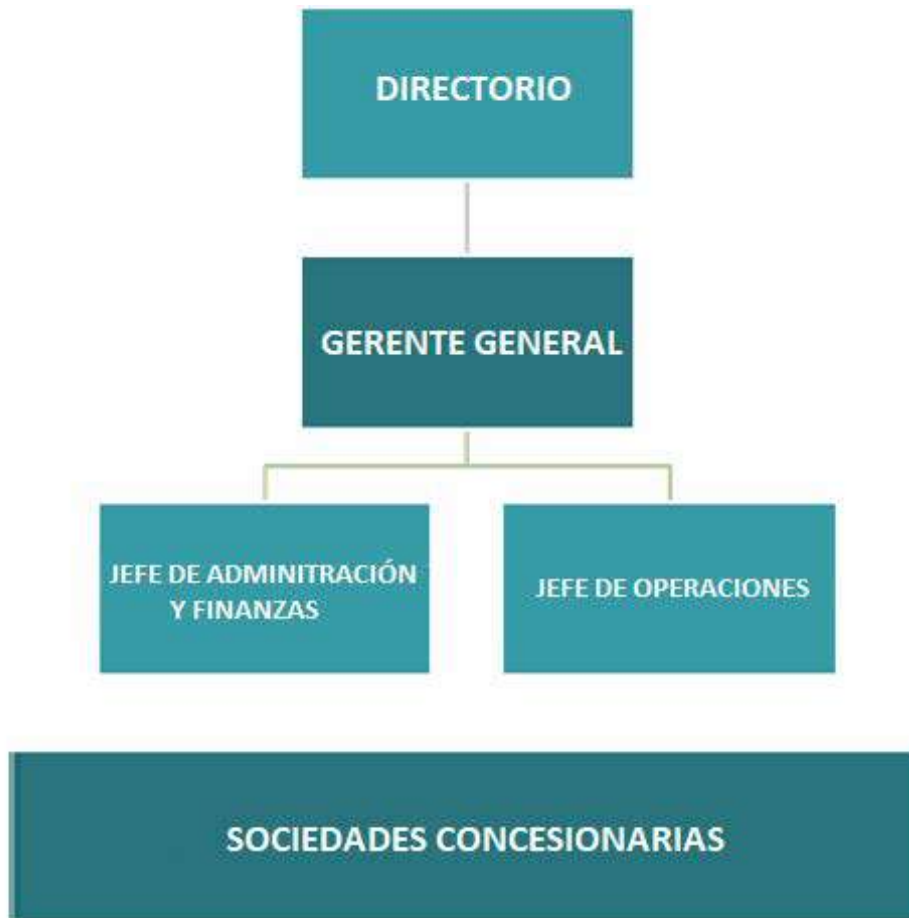 DIRECTORIO
GERENTE GENERAL
JEFE DE ADMINITRACIÓN
Y FINANZAS
JEFE DE OPERACIONES
SOCIEDADES CONCESIONARIAS